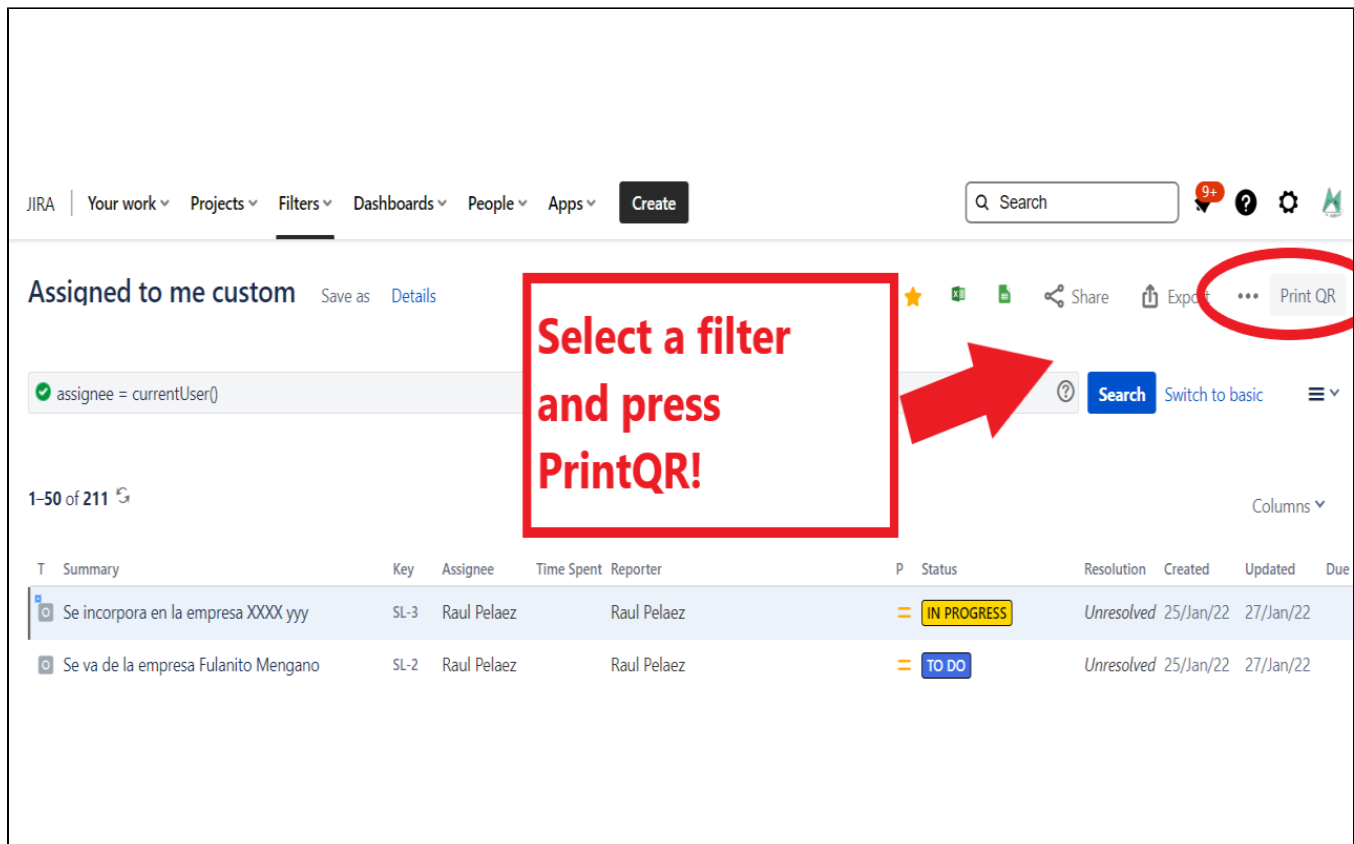 JIRA Your work Projects Filters Dashboards People Apps Create Search 9+
Assigned to me custom Save as Details Share Export ... Print QR
Select a filter
and press
PrintQR!
assignee = currentUser() Search Switch to basic
1–50 of 211 Columns
T Summary Key Assignee Time Spent Reporter P Status Resolution Created Updated Due
Se incorpora en la empresa XXXX yyy SL-3 Raul Pelaez Raul Pelaez IN PROGRESS Unresolved 25/Jan/22 27/Jan/22
Se va de la empresa Fulanito Mengano SL-2 Raul Pelaez Raul Pelaez TO DO Unresolved 25/Jan/22 27/Jan/22